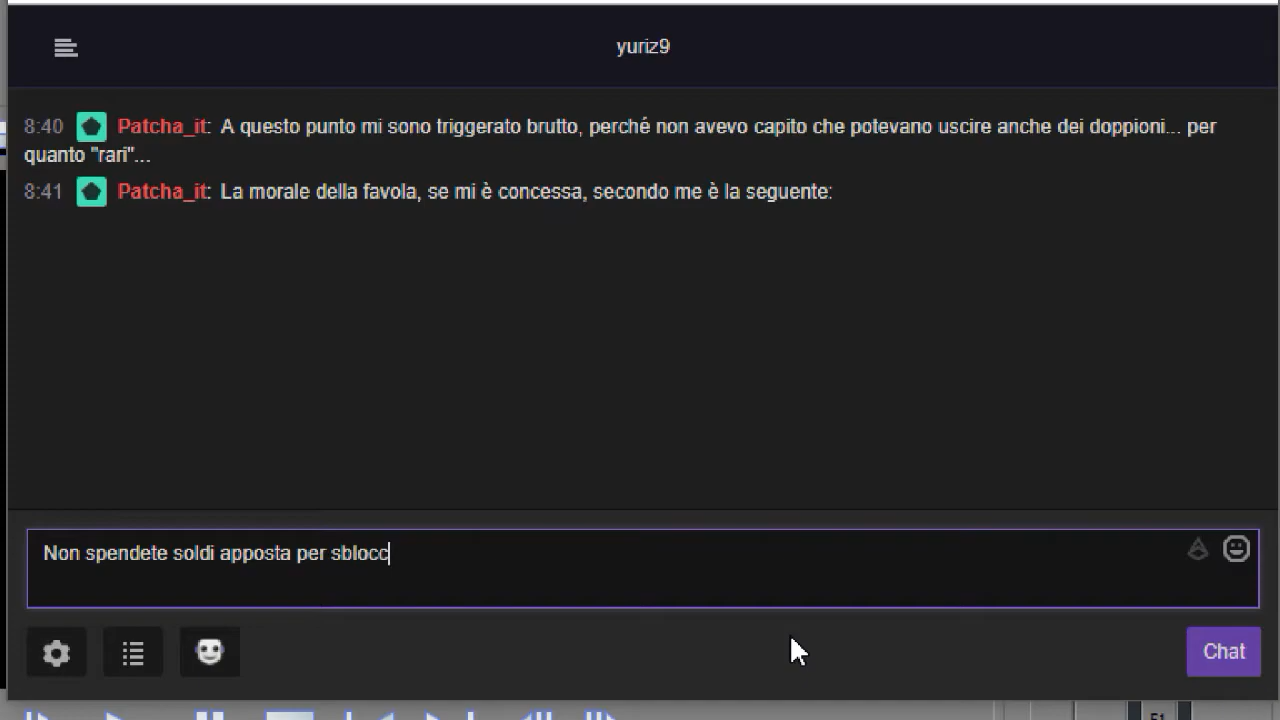 yuriz9
8:40 Patcha_it: A questo punto mi sono triggerato brutto, perché non avevo capito che potevano uscire anche dei doppioni... per
quanto "rari"...
8:41 Patcha_it: La morale della favola, se mi è concessa, secondo me è la seguente:
Non spendete soldi apposta per sblocc
Chat
51